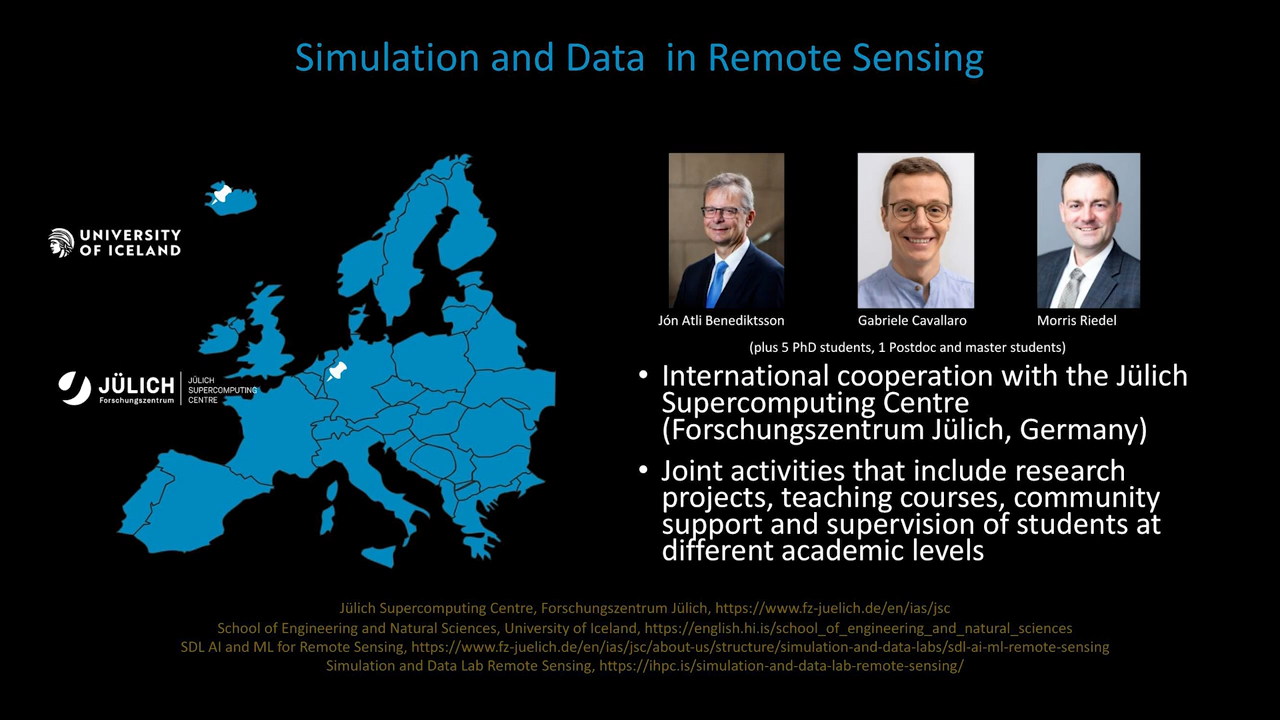 Simulation and Data in Remote Sensing
UNIVERSITY
OF ICELAND
JÜLICH
Forschungszentrum
JÜLICH
SUPERCOMPUTING
CENTRE
Jón Atli Benediktsson
Gabriele Cavallaro
Morris Riedel
(plus 5 PhD students, 1 Postdoc and master students)
• International cooperation with the Jülich
Supercomputing Centre
(Forschungszentrum Jülich, Germany)
• Joint activities that include research
projects, teaching courses, community
support and supervision of students at
different academic levels
Jülich Supercomputing Centre, Forschungszentrum Jülich, https://www.fz-juelich.de/en/ias/jsc
School of Engineering and Natural Sciences, University of Iceland, https://english.hi.is/school_of_engineering_and_natural_sciences
SDL AI and ML for Remote Sensing, https://www.fz-juelich.de/en/ias/jsc/about-us/structure/simulation-and-data-labs/sdl-ai-ml-remote-sensing
Simulation and Data Lab Remote Sensing, https://ihpc.is/simulation-and-data-lab-remote-sensing/